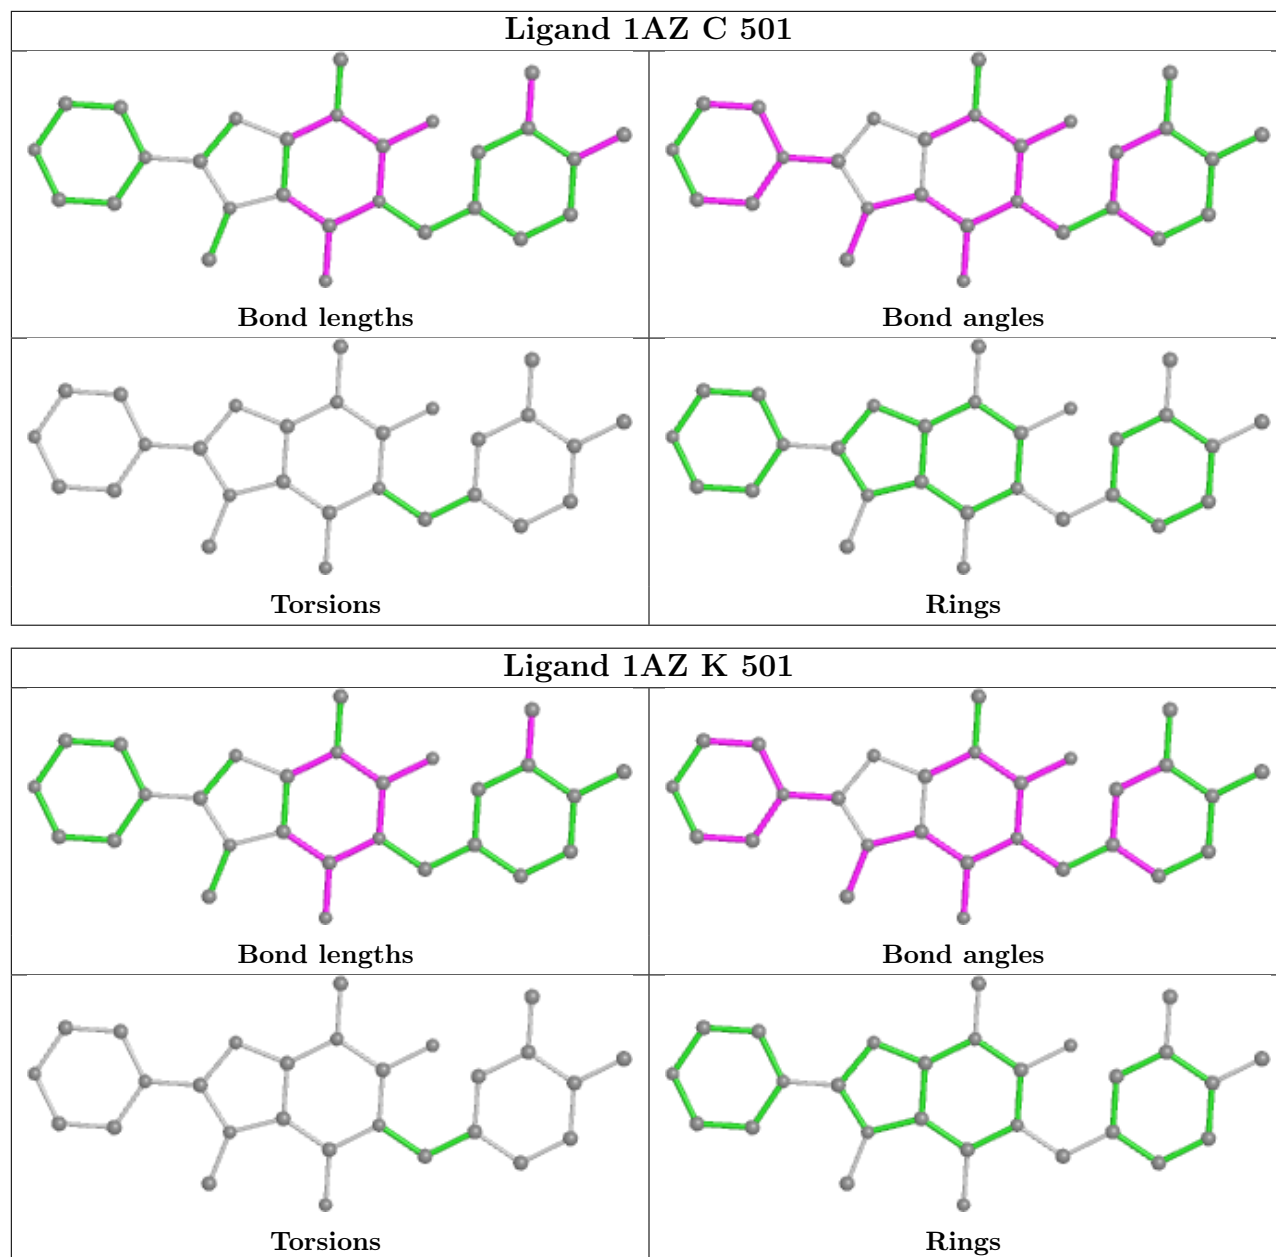 Ligand 1AZ C 501
Bond lengths
Bond angles
Torsions
Rings
Ligand 1AZ K 501
Bond lengths
Bond angles
Torsions
Rings